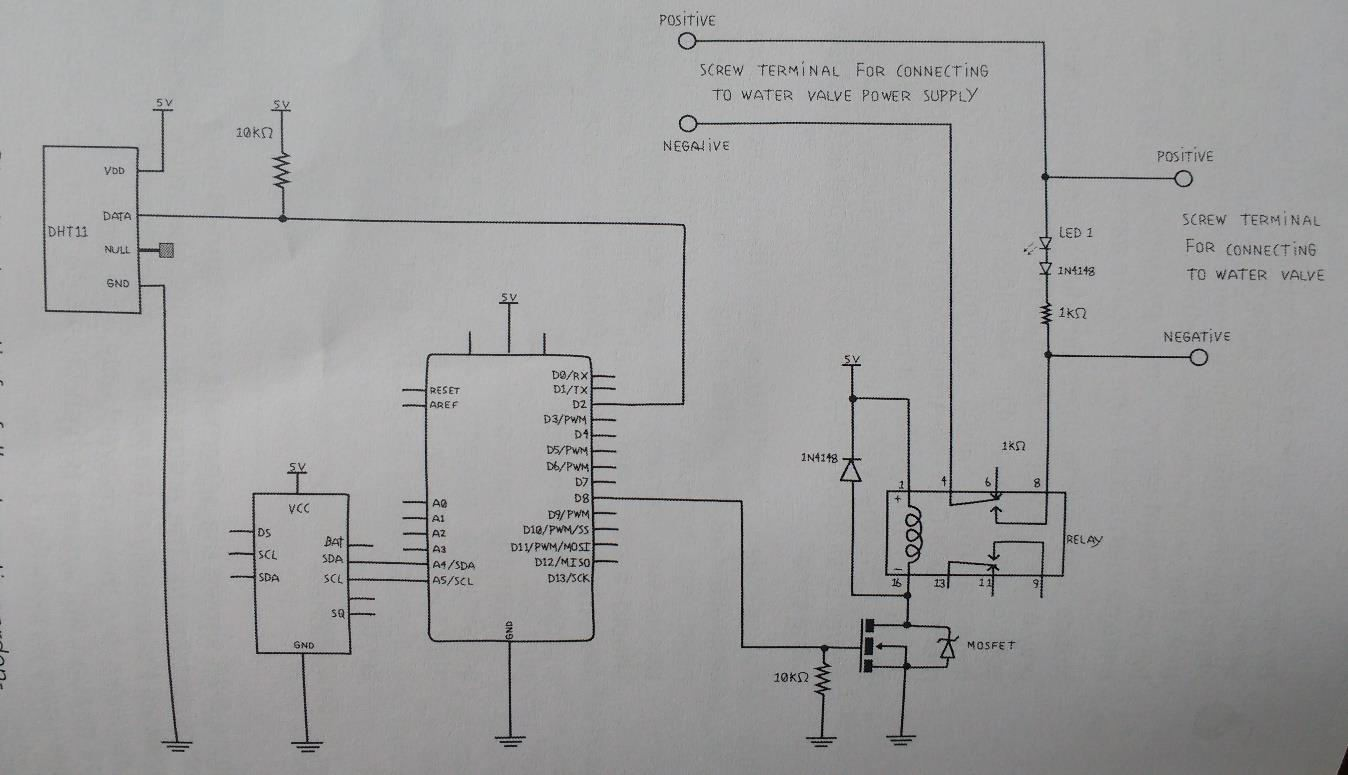 POSITIVE
SCREW TERMINAL FOR CONNECTING
TO WATER VALVE POWER SUPPLY
NEGATIVE
5V
5V
10KΩ
VDD
DATA
DHT11
NULL
GND
POSITIVE
SCREW TERMINAL
FOR CONNECTING
TO WATER VALVE
LED 1
1N4148
1KΩ
NEGATIVE
5V
D0/RX
D1/TX
D2
D3/PWM
D4
D5/PWM
D6/PWM
D7
D8
D9/PWM
D10/PWM/SS
D11/PWM/MOSI
D12/MISO
D13/SCK
RESET
AREF
A0
A1
A2
A3
A4/SDA
A5/SCL
GND
5V
VCC
DS
SCL
SDA
BAT
SDA
SCL
SQ
GND
5V
1N4148
1KΩ
1 4 6 8
+
-
RELAY
16 13 11 9
MOSFET
10KΩ